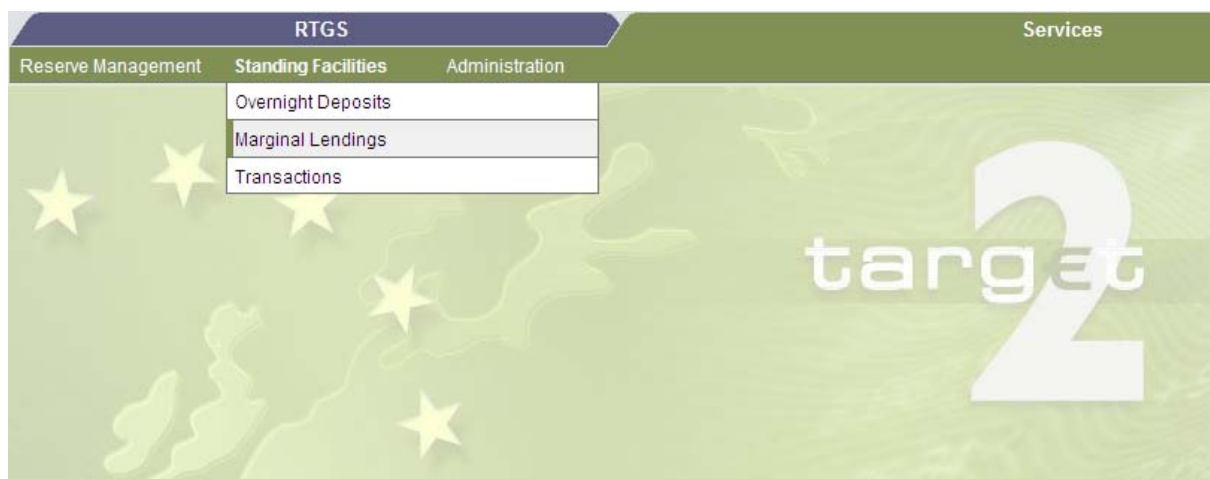 RTGS Services
Reserve Management Standing Facilities Administration
Overnight Deposits
Marginal Lendings
Transactions
target
2